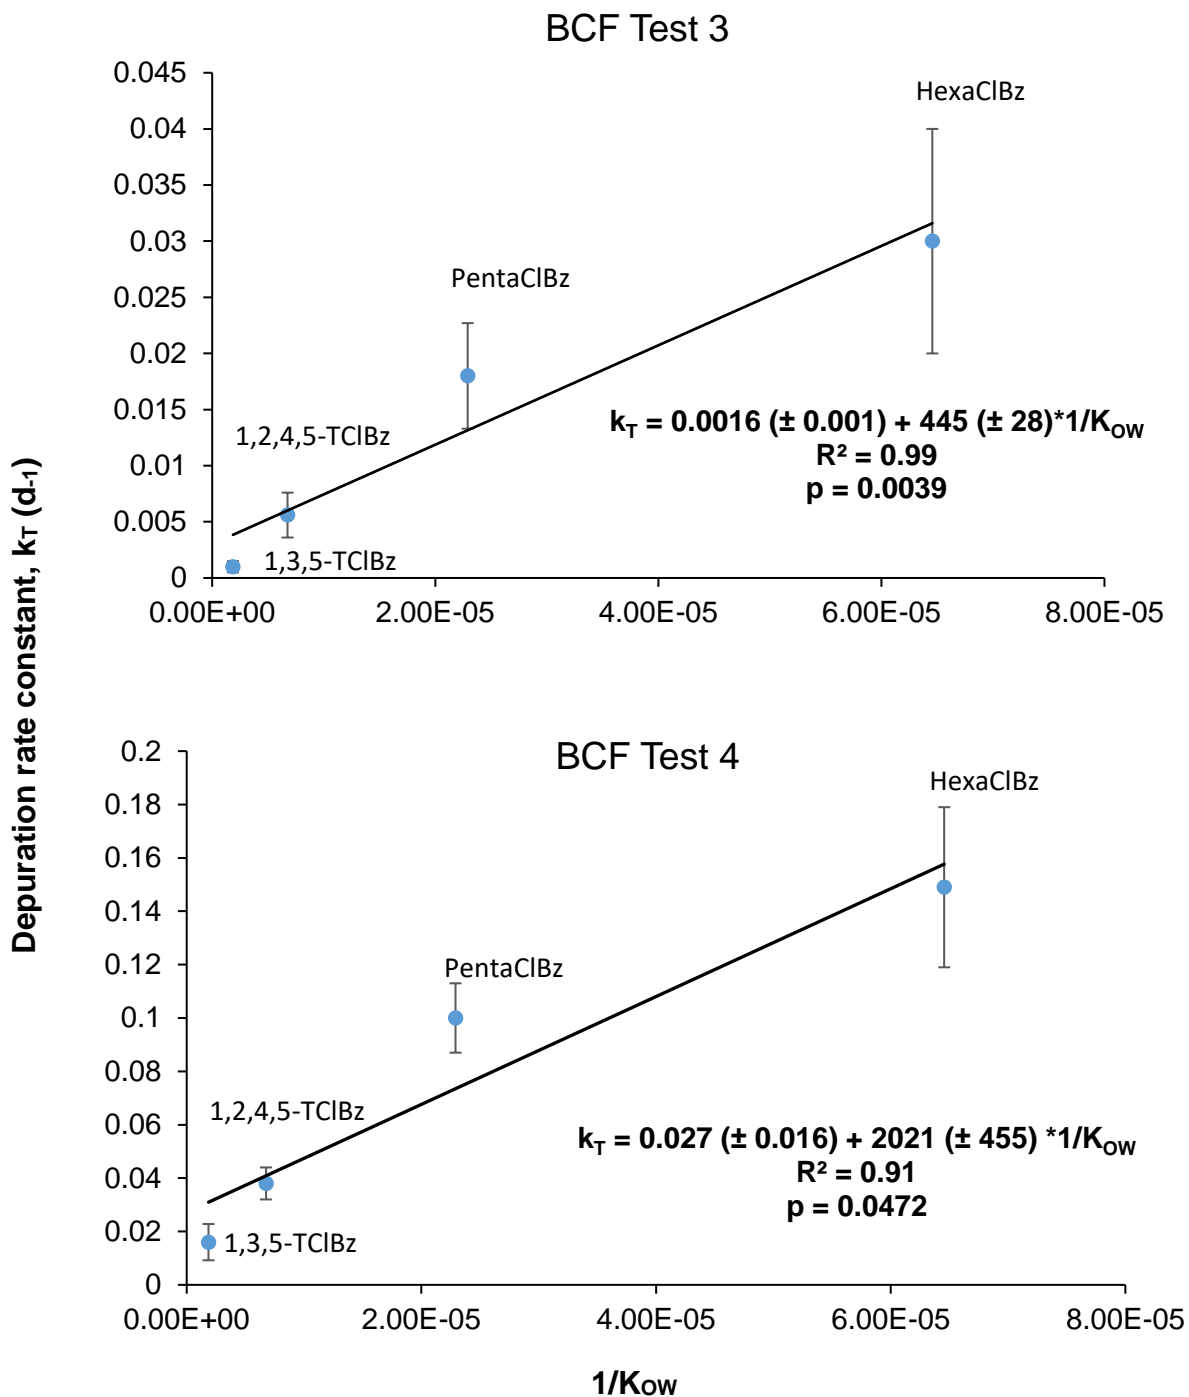 BCF Test 3
0.045
0.04
0.035
0.03
0.025
0.02
0.015
0.01
0.005
0
HexaClBz
PentaClBz
1,2,4,5-TClBz
1,3,5-TClBz
k_T = 0.0016 (± 0.001) + 445 (± 28)*1/K_OW
R² = 0.99
p = 0.0039
0.00E+00 2.00E-05 4.00E-05 6.00E-05 8.00E-05
Depuration rate constant, k_T (d-1)
BCF Test 4
0.2
0.18
0.16
0.14
0.12
0.1
0.08
0.06
0.04
0.02
0
HexaClBz
PentaClBz
1,2,4,5-TClBz
1,3,5-TClBz
k_T = 0.027 (± 0.016) + 2021 (± 455) *1/K_OW
R² = 0.91
p = 0.0472
0.00E+00 2.00E-05 4.00E-05 6.00E-05 8.00E-05
1/K_OW